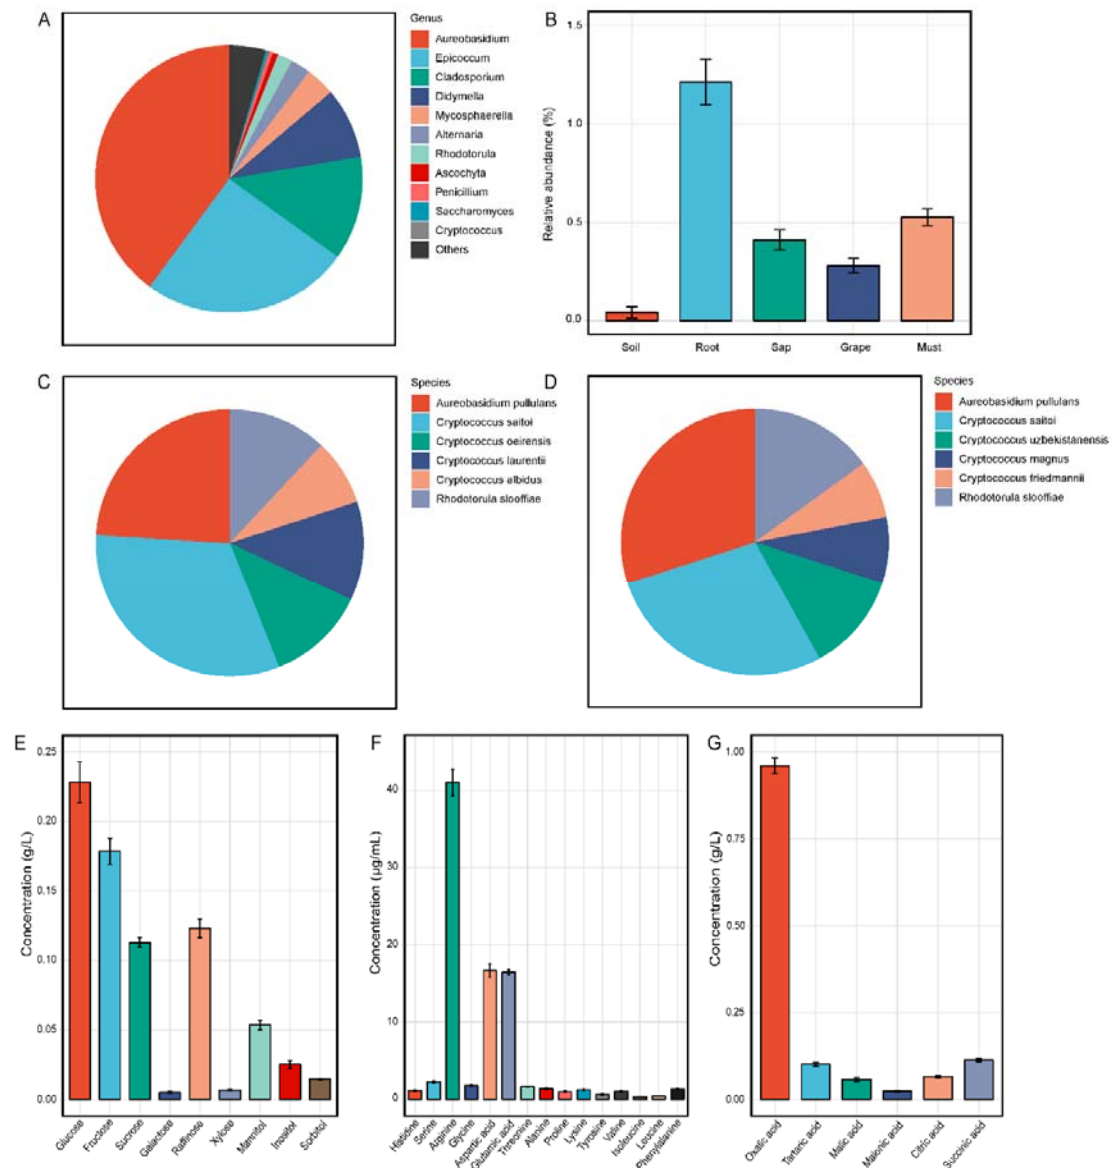 A
Genus
Aureobasidium
Epicoccum
Cladosporium
Didymella
Mycosphaerella
Alternaria
Rhodotorula
Ascochyta
Penicillium
Saccharomyces
Cryptococcus
Others
B
Relative abundance (%)
1.5
1.0
0.5
0.0
Soil Root Sap Grape Must
C
Species
Aureobasidium pullulans
Cryptococcus saitoi
Cryptococcus oeirensis
Cryptococcus laurentii
Cryptococcus albidus
Rhodotorula slooffiae
D
Species
Aureobasidium pullulans
Cryptococcus saitoi
Cryptococcus uzbekistanensis
Cryptococcus magnus
Cryptococcus friedmannii
Rhodotorula slooffiae
E
Concentration (g/L)
0.25
0.20
0.15
0.10
0.05
0.00
Glucose Fructose Sucrose Galactose Raffinose Xylose Mannitol Inositol Sorbitol
F
Concentration (µg/mL)
40
30
20
10
0
Histidine Serine Arginine Glycine Aspartic acid Glutamic acid Threonine Alanine Proline Lysine Tyrosine Valine Isoleucine Leucine Phenylalanine
G
Concentration (g/L)
1.00
0.75
0.50
0.25
0.00
Oxalic acid Tartaric acid Malic acid Malonic acid Citric acid Succinic acid